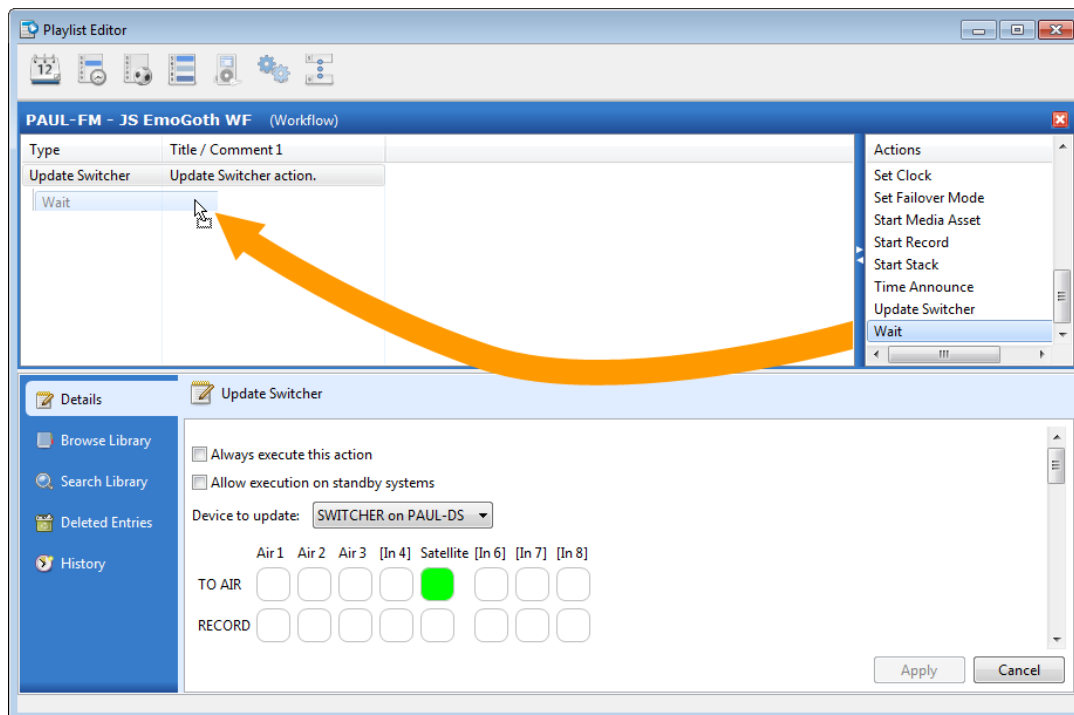 Playlist Editor
12
PAUL-FM - JS EmoGoth WF (Workflow)
Type Title / Comment 1 Actions
Update Switcher Update Switcher action. Set Clock
Wait Set Failover Mode
Start Media Asset
Start Record
Start Stack
Time Announce
Update Switcher
Wait
Details Update Switcher
Browse Library
Always execute this action
Search Library Allow execution on standby systems
Deleted Entries Device to update: SWITCHER on PAUL-DS
Air 1 Air 2 Air 3 [In 4] Satellite [In 6] [In 7] [In 8]
History
TO AIR
RECORD
Apply Cancel